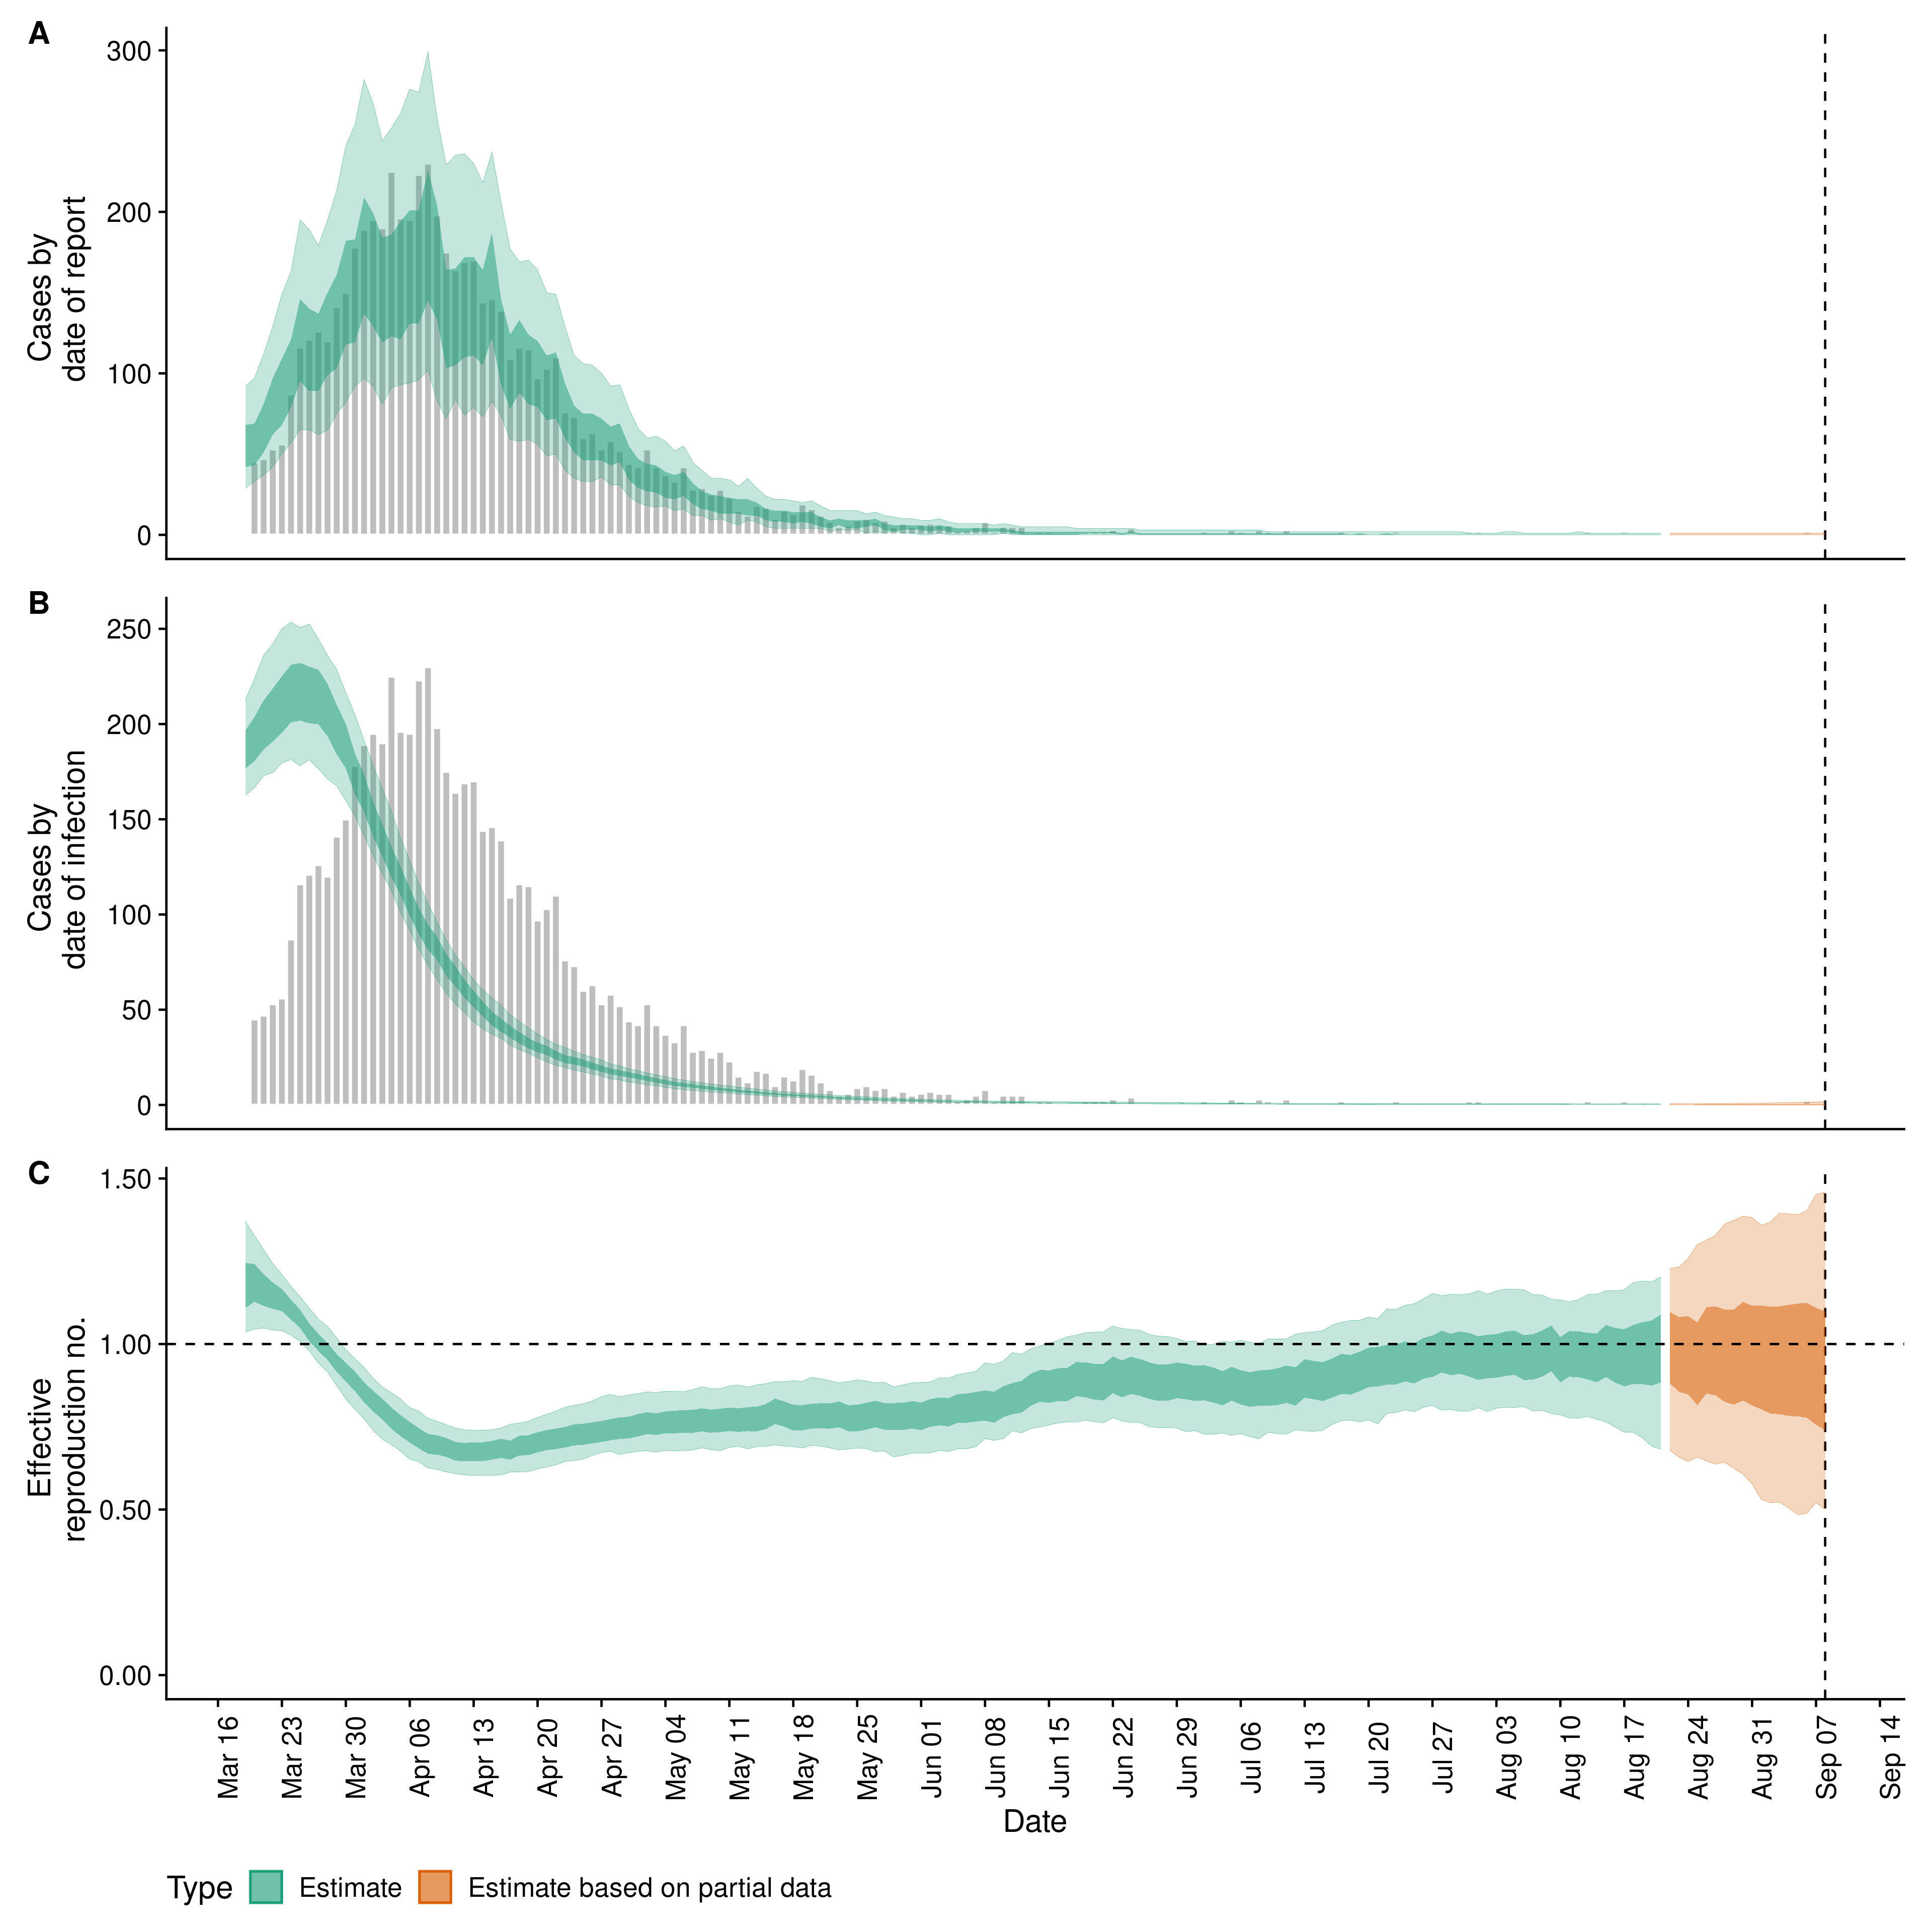 A
300
200
100
0
Cases by
date of report
B
250
200
150
100
50
0
Cases by
date of infection
C
1.50
1.00
0.50
0.00
Effective
reproduction no.
Mar 16
Mar 23
Mar 30
Apr 06
Apr 13
Apr 20
Apr 27
May 04
May 11
May 18
May 25
Jun 01
Jun 08
Jun 15
Jun 22
Jun 29
Jul 06
Jul 13
Jul 20
Jul 27
Aug 03
Aug 10
Aug 17
Aug 24
Aug 31
Sep 07
Sep 14
Date
Type Estimate Estimate based on partial data